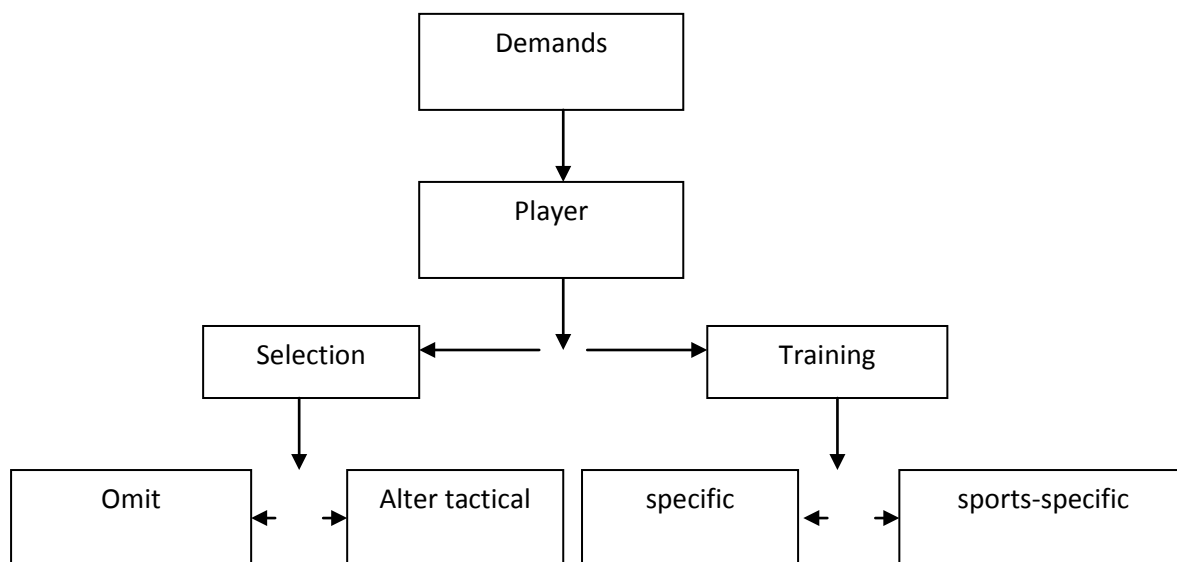 Demands
Player
Selection
Training
Omit
Alter tactical
specific
sports-specific